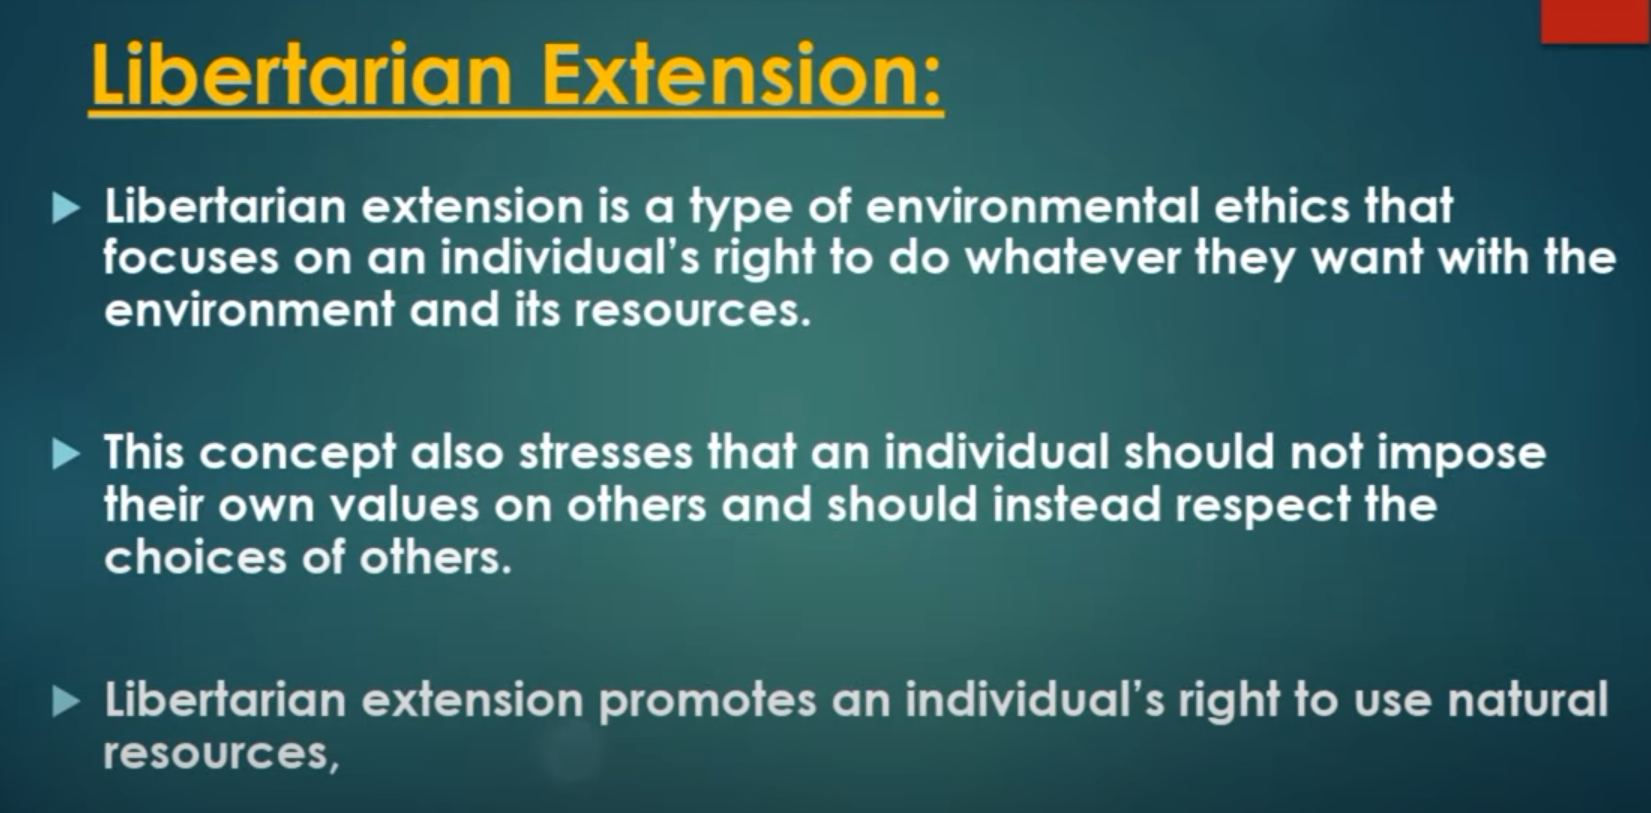 Libertarian Extension:
Libertarian extension is a type of environmental ethics that
focuses on an individual's right to do whatever they want with the
environment and its resources.
This concept also stresses that an individual should not impose
their own values on others and should instead respect the
choices of others.
Libertarian extension promotes an individual's right to use natural
resources,